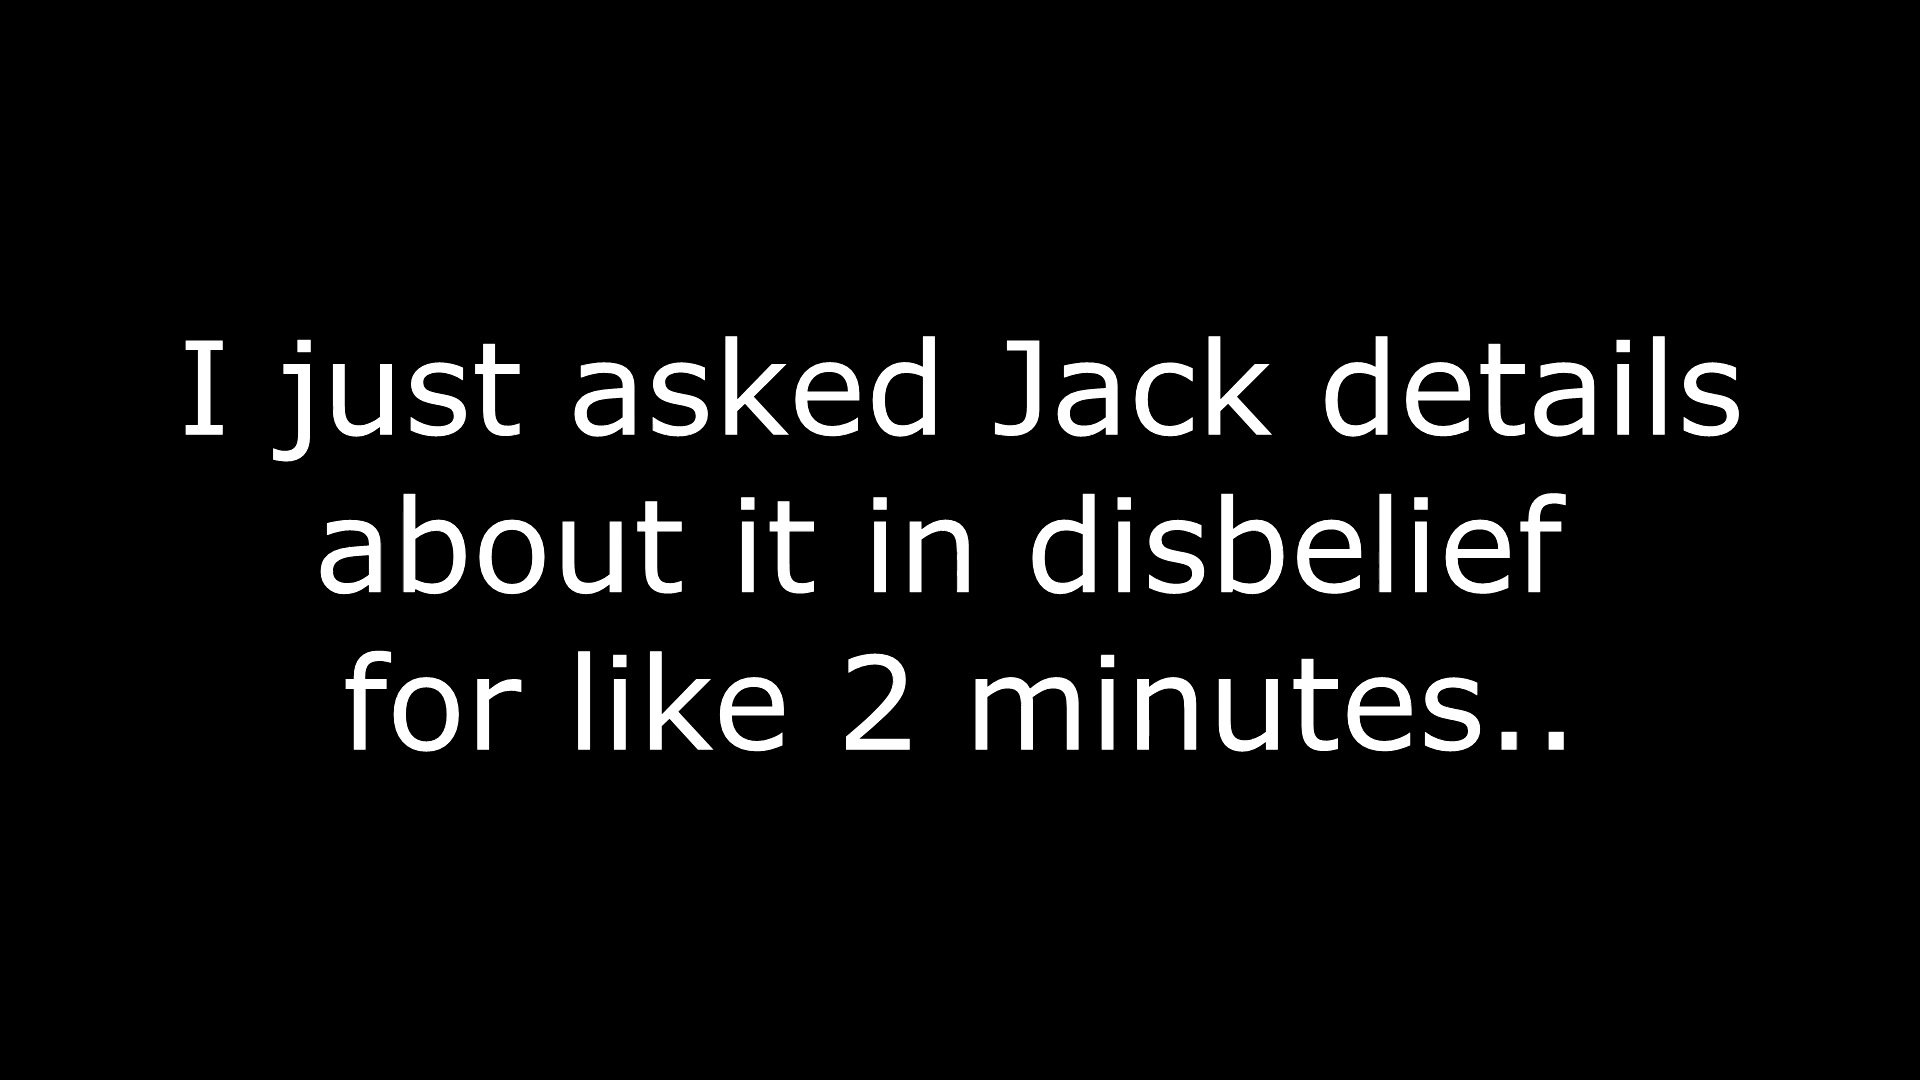 I just asked Jack details
about it in disbelief
for like 2 minutes..